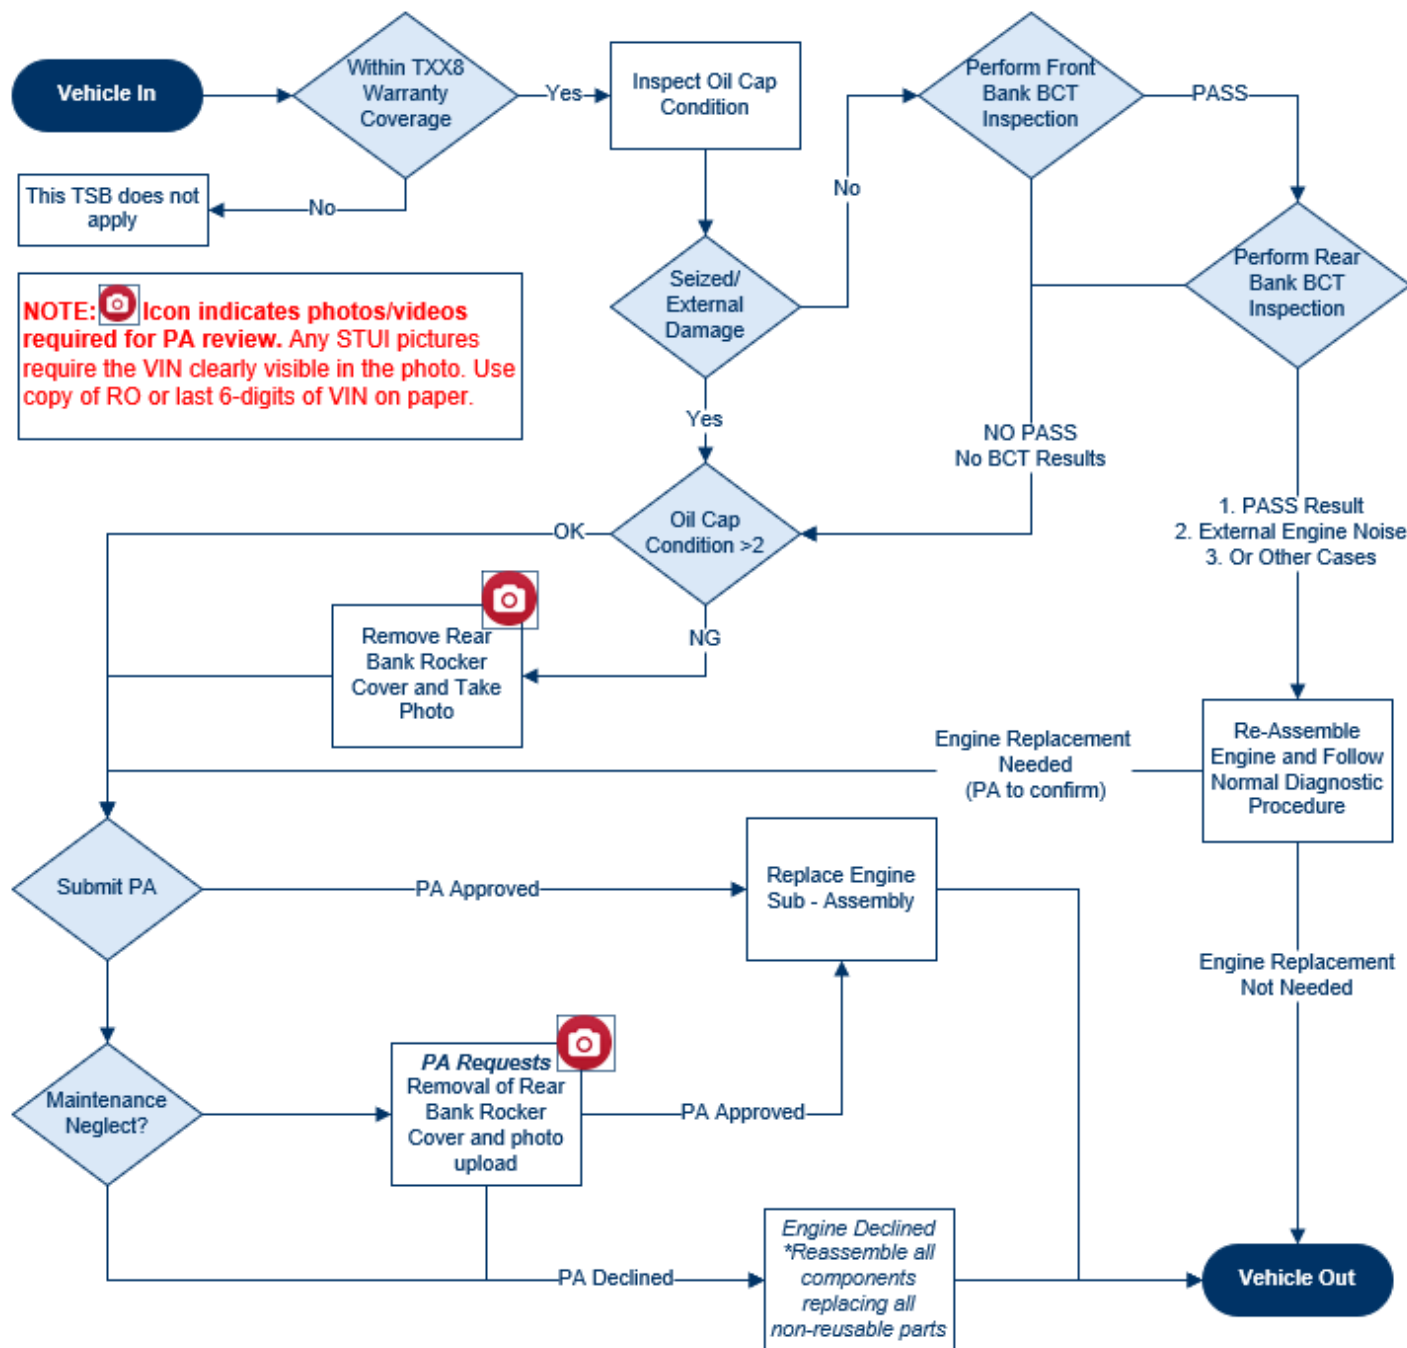 Vehicle In
Within TXX8
Warranty
Coverage
Yes
Inspect Oil Cap
Condition
Perform Front
Bank BCT
Inspection
PASS
This TSB does not
apply
No
No
NOTE: Icon indicates photos/videos
required for PA review. Any STUI pictures
require the VIN clearly visible in the photo. Use
copy of RO or last 6-digits of VIN on paper.
Seized/
External
Damage
Perform Rear
Bank BCT
Inspection
Yes
NO PASS
No BCT Results
OK
Oil Cap
Condition >2
1. PASS Result
2. External Engine Noise
3. Or Other Cases
NG
Remove Rear
Bank Rocker
Cover and Take
Photo
Engine Replacement
Needed
(PA to confirm)
Re-Assemble
Engine and Follow
Normal Diagnostic
Procedure
Submit PA
PA Approved
Replace Engine
Sub - Assembly
Engine Replacement
Not Needed
Maintenance
Neglect?
PA Requests
Removal of Rear
Bank Rocker
Cover and photo
upload
PA Approved
PA Declined
Engine Declined
*Reassemble all
components
replacing all
non-reusable parts
Vehicle Out